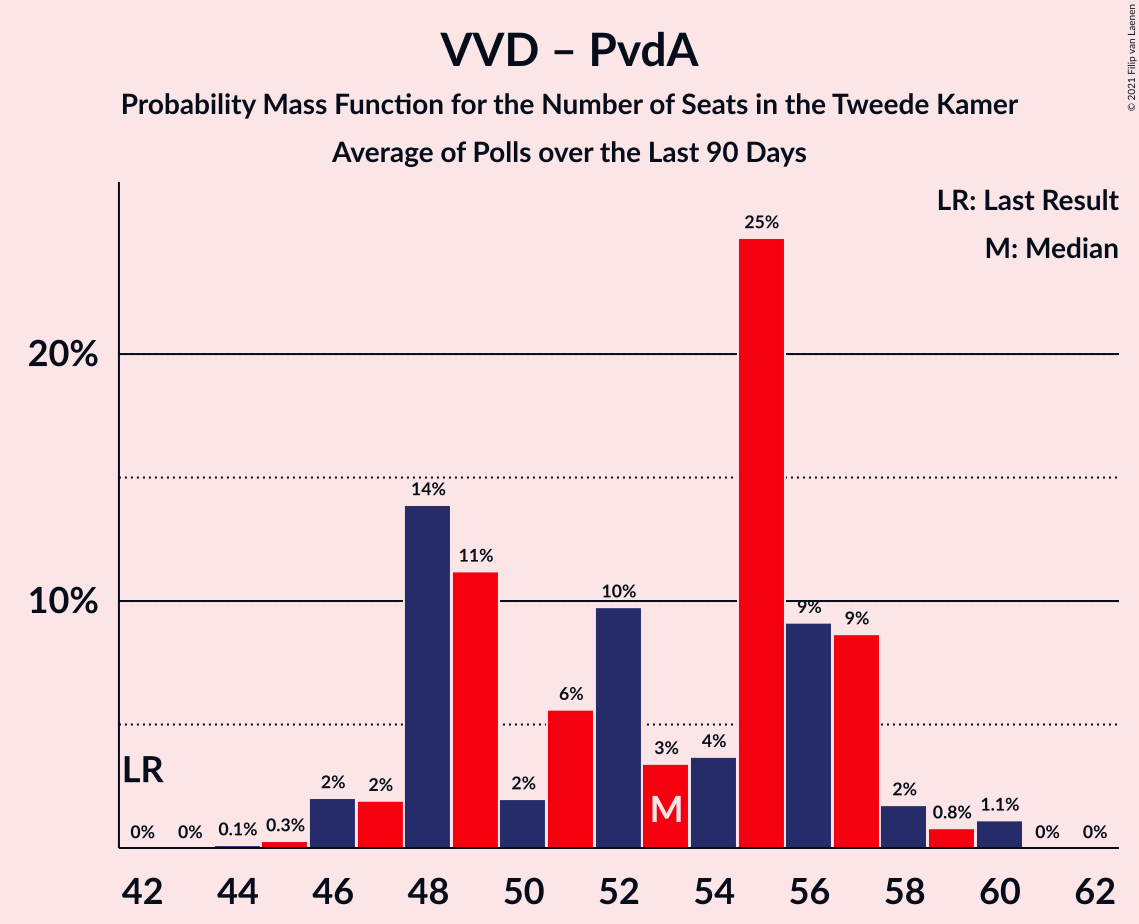 VVD – PvdA
Probability Mass Function for the Number of Seats in the Tweede Kamer
Average of Polls over the Last 90 Days
© 2021 Filip van Laenen
LR: Last Result
M: Median
20%
10%
LR
0% 0% 0.1% 0.3% 2% 2% 14% 11% 2% 6% 10% 3% 4% 25% 9% 9% 2% 0.8% 1.1% 0% 0%
M
42 44 46 48 50 52 54 56 58 60 62